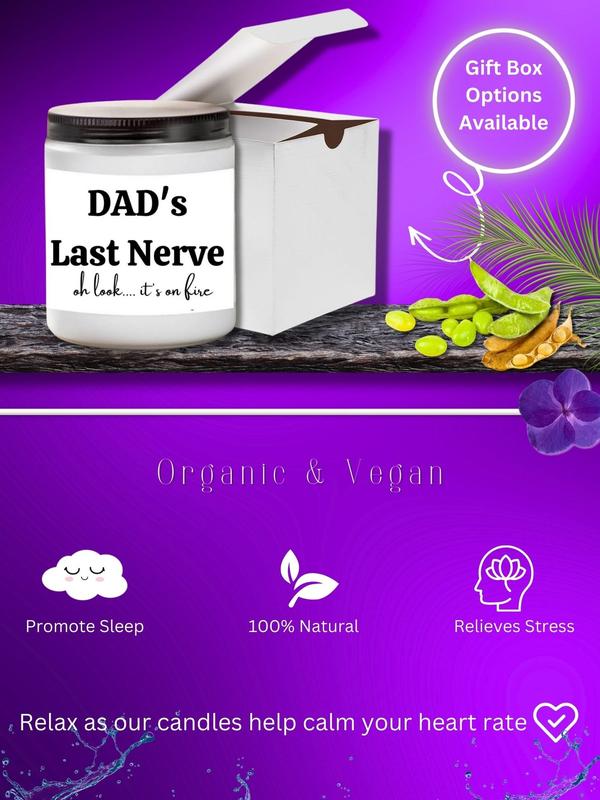 Gift Box
Options
Available
DAD's
Last Nerve
oh look.... it's on fire
Organic & Vegan
Promote Sleep
100% Natural
Relieves Stress
Relax as our candles help calm your heart rate